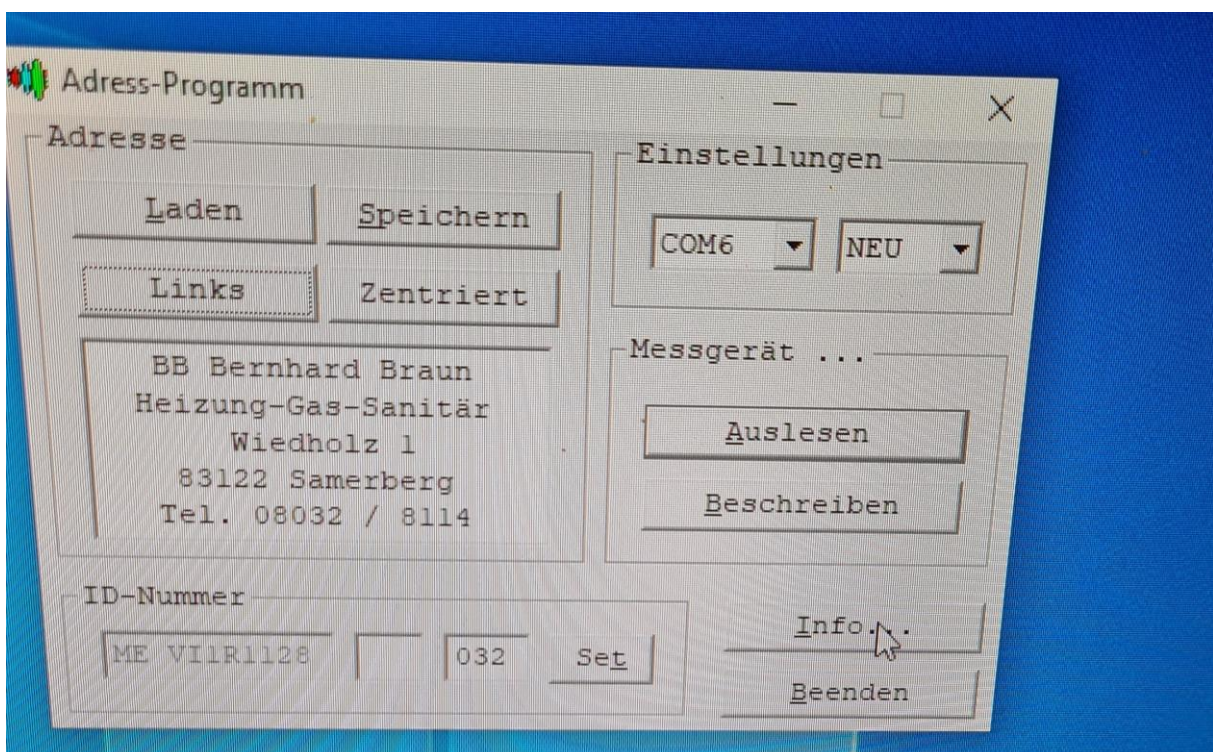 Adress-Programm
Adresse
Laden
Speichern
Links
Zentriert
BB Bernhard Braun
Heizung-Gas-Sanitär
Wiedholz 1
83122 Samerberg
Tel. 08032 / 8114
Einstellungen
COM6
NEU
Messgerät ...
Auslesen
Beschreiben
ID-Nummer
ME VI1R1128
032
Set
Info...
Beenden